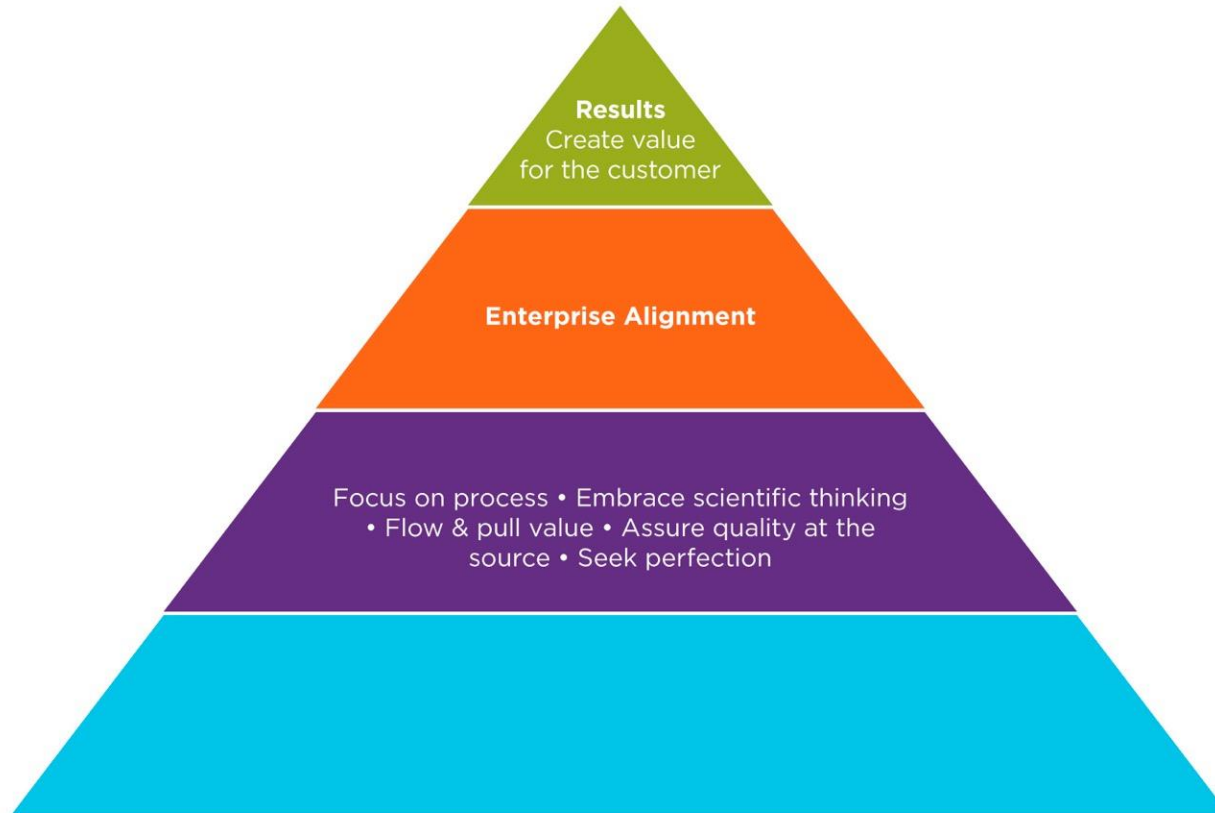 Results
Create value
for the customer
Enterprise Alignment
Focus on process • Embrace scientific thinking
• Flow & pull value • Assure quality at the
source • Seek perfection